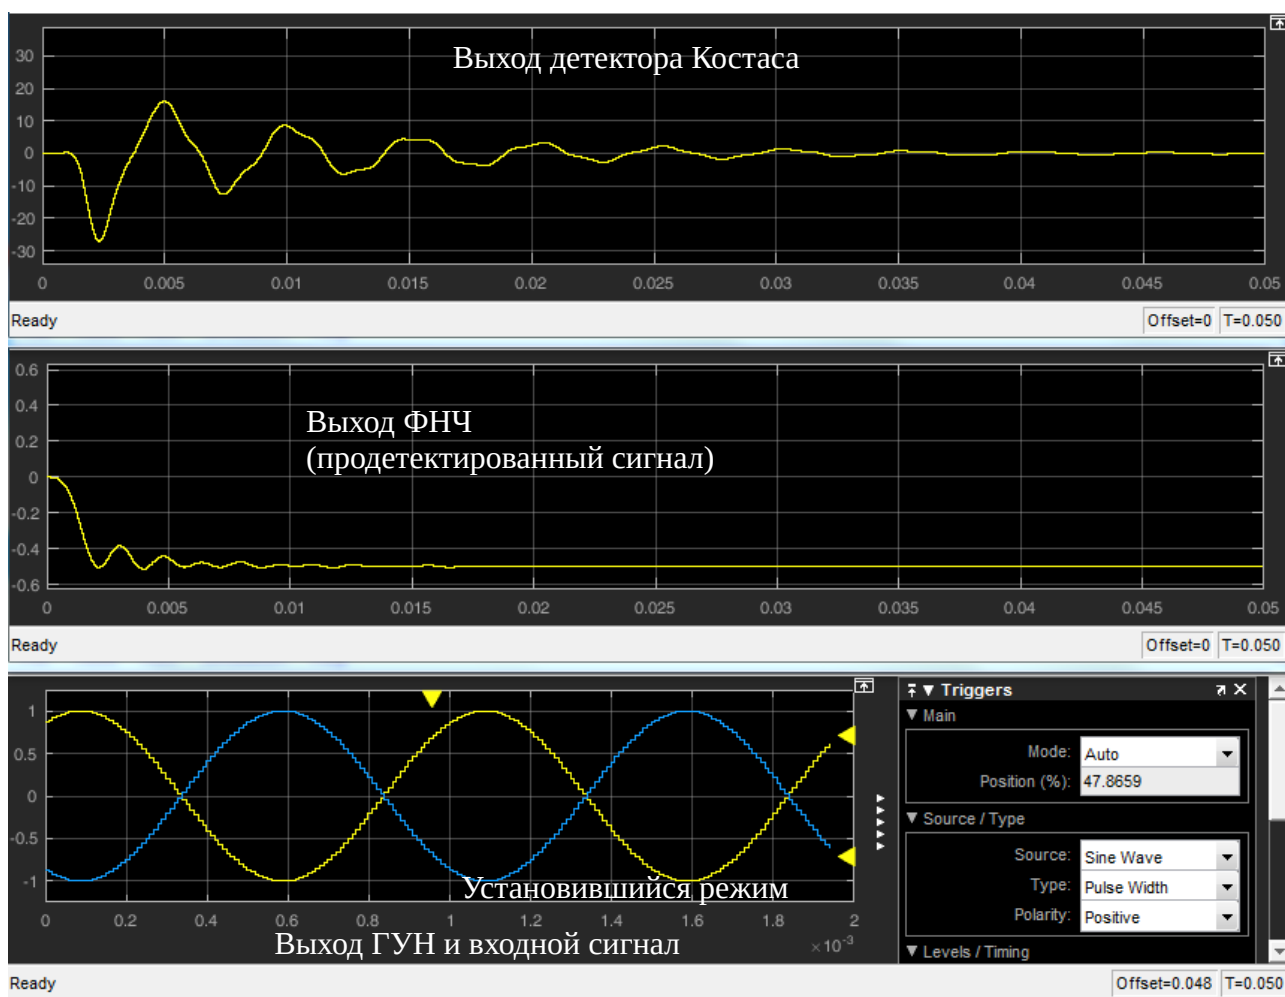 Выход детектора Костаса
30
20
10
0
-10
-20
-30
0 0.005 0.01 0.015 0.02 0.025 0.03 0.035 0.04 0.045 0.05
Ready Offset=0 T=0.050
0.6
0.4
0.2
0
-0.2
-0.4
-0.6
Выход ФНЧ
(продетектированный сигнал)
0 0.005 0.01 0.015 0.02 0.025 0.03 0.035 0.04 0.045 0.05
Ready Offset=0 T=0.050
1
0.5
0
-0.5
-1
Установившийся режим
0 0.2 0.4 0.6 0.8 1 1.2 1.4 1.6 1.8 2
Выход ГУН и входной сигнал
×10⁻³
Triggers
Main
Mode: Auto
Position (%): 47.8659
Source / Type
Source: Sine Wave
Type: Pulse Width
Polarity: Positive
Levels / Timing
Ready Offset=0.048 T=0.050